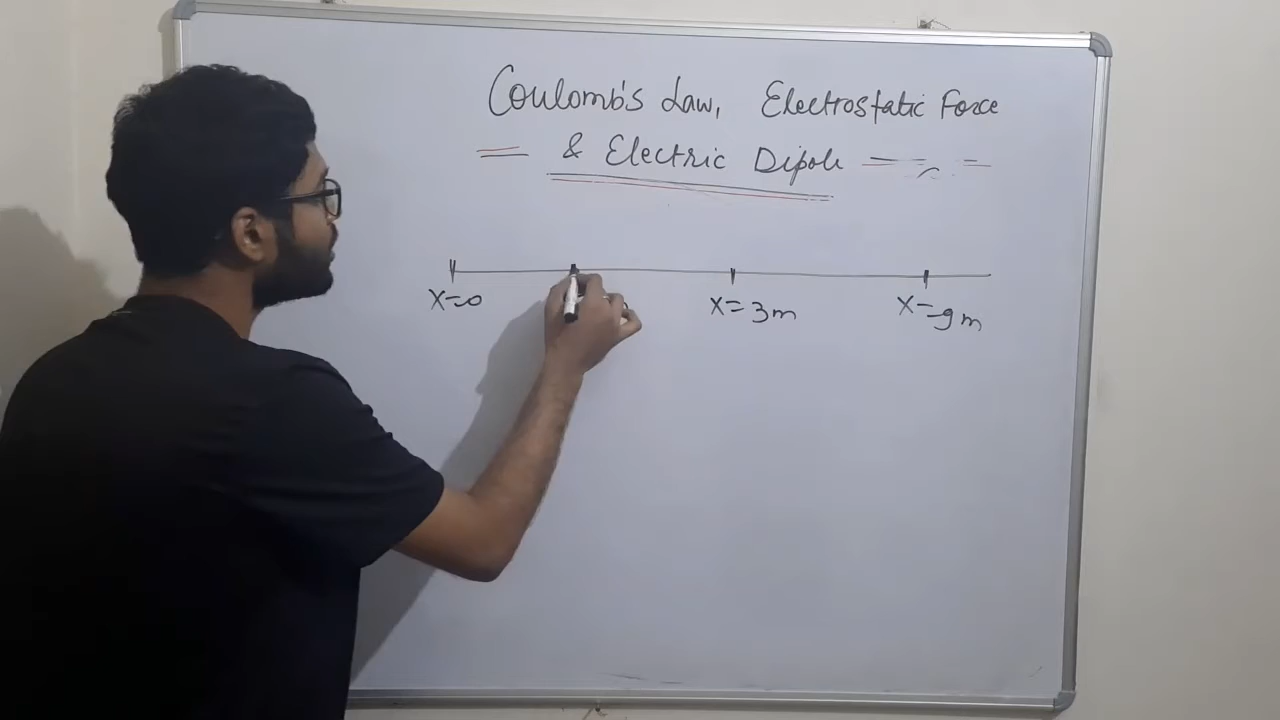 Coulomb's Law, Electrostatic Force
& Electric Dipole
x=0 x=3m x=9m